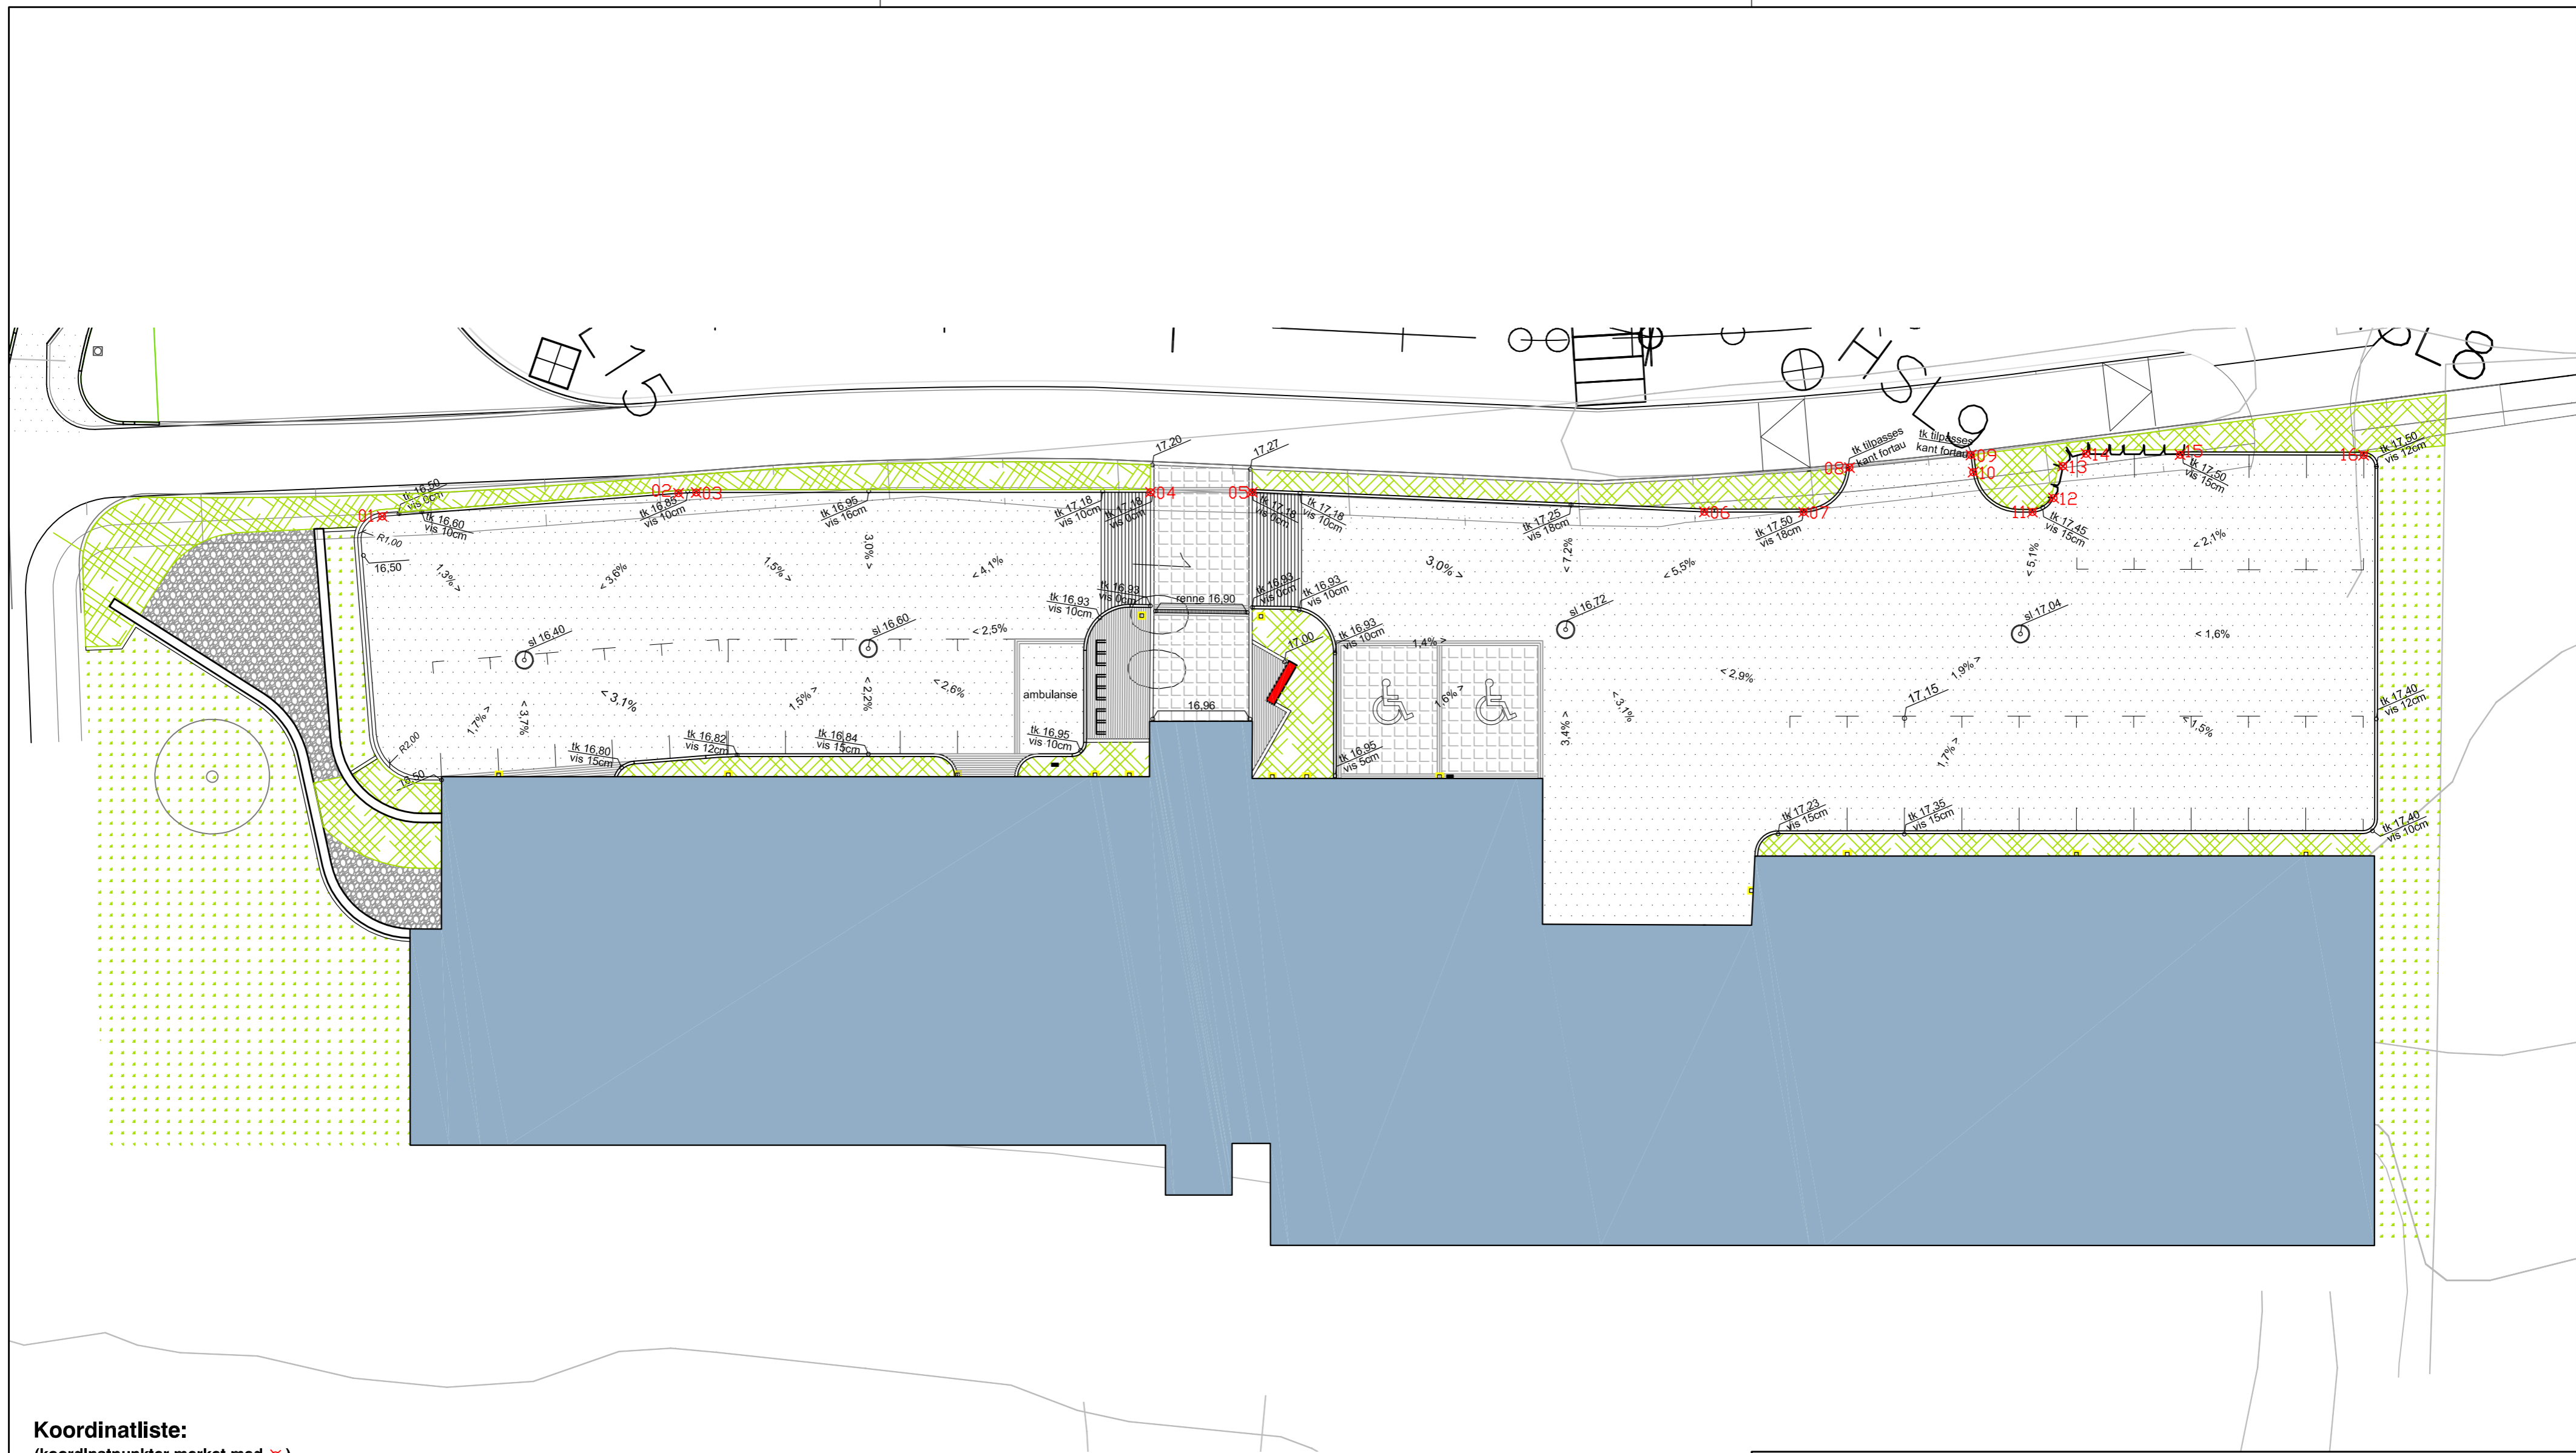 L 15
H
SL 9
8
17,20
17,27
tk tilpasses
kant fortau
tk tilpasses
kant fortau
tk 17,50
vis 12cm
08
09
10
13
14
15
16
tk 17,50
vis 15cm
tk 16,50
vis 0cm
01
tk 16,60
vis 10cm
02
03
tk 16,85
vis 10cm
tk 16,95
vis 16cm
tk 17,18
vis 10cm
tk 17,18
vis 0cm
04
05
tk 17,18
vis 0cm
tk 17,18
vis 10cm
tk 17,25
vis 18cm
06
tk 17,50
vis 18cm
07
11
12
tk 17,45
vis 15cm
R1,00
16,50
1,3% >
< 3,6%
1,5% >
3,0% >
< 4,1%
3,0% >
< 7,2%
< 5,5%
< 5,1%
< 2,1%
tk 16,93
vis 10cm
tk 16,93
vis 0cm
renne 16,90
tk 16,93
vis 0cm
tk 16,93
vis 10cm
sl 16,40
sl 16,60
< 2,5%
17,00
tk 16,93
vis 10cm
1,4% >
sl 16,72
sl 17,04
< 1,6%
< 3,1%
1,5% >
< 2,2%
< 2,6%
ambulanse
1,6% >
< 3,1%
< 2,9%
1,9% >
17,15
tk 17,40
vis 12cm
1,7% >
< 3,7%
16,96
3,4% >
1,7% >
< 1,5%
R2,00
16,50
tk 16,80
vis 15cm
tk 16,82
vis 12cm
tk 16,84
vis 15cm
tk 16,95
vis 10cm
tk 16,95
vis 5cm
tk 17,23
vis 15cm
tk 17,35
vis 15cm
tk 17,40
vis 10cm
Koordinatliste:
(koordinatpunkter merket med ¤ )